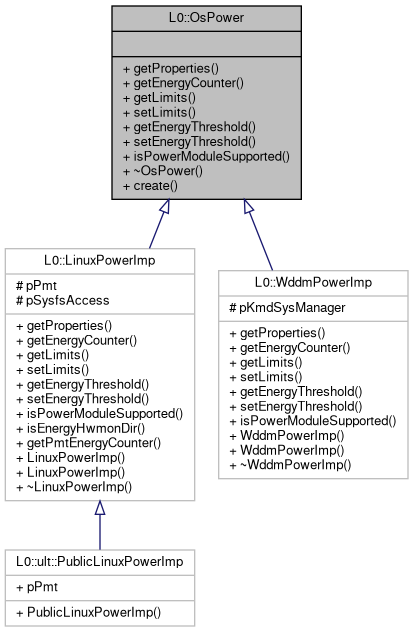 L0::OsPower
+ getProperties()
+ getEnergyCounter()
+ getLimits()
+ setLimits()
+ getEnergyThreshold()
+ setEnergyThreshold()
+ isPowerModuleSupported()
+ ~OsPower()
+ create()
L0::LinuxPowerImp
# pPmt
# pSysfsAccess
+ getProperties()
+ getEnergyCounter()
+ getLimits()
+ setLimits()
+ getEnergyThreshold()
+ setEnergyThreshold()
+ isPowerModuleSupported()
+ isEnergyHwmonDir()
+ getPmtEnergyCounter()
+ LinuxPowerImp()
+ LinuxPowerImp()
+ ~LinuxPowerImp()
L0::WddmPowerImp
# pKmdSysManager
+ getProperties()
+ getEnergyCounter()
+ getLimits()
+ setLimits()
+ getEnergyThreshold()
+ setEnergyThreshold()
+ isPowerModuleSupported()
+ WddmPowerImp()
+ WddmPowerImp()
+ ~WddmPowerImp()
L0::ult::PublicLinuxPowerImp
+ pPmt
+ PublicLinuxPowerImp()